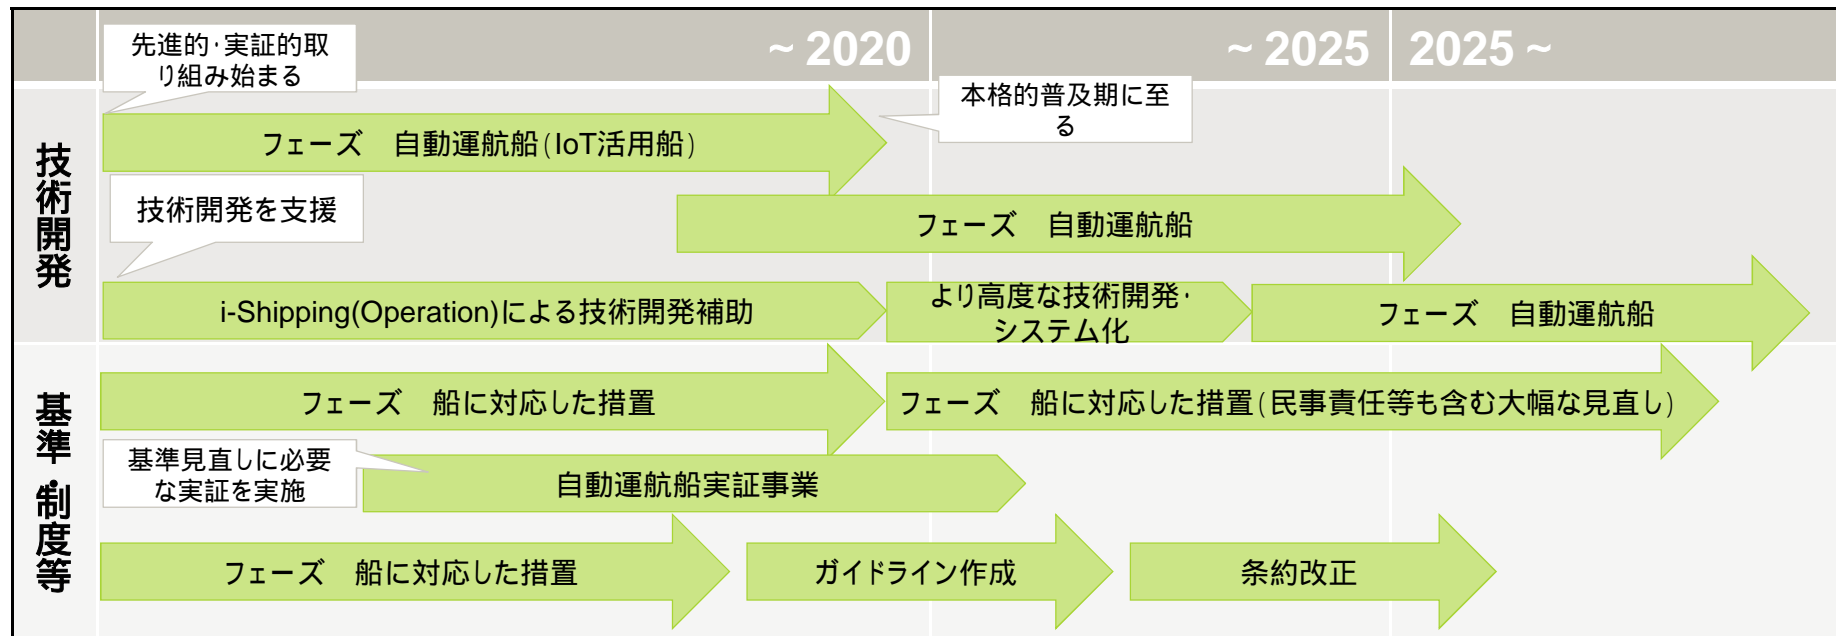 ~ 2020
~ 2025
2025 ~
先進的・実証的取
り組み始まる
本格的普及期に至
る
技術開発
フェーズ　自動運航船（IoT活用船）
技術開発を支援
フェーズ　自動運航船
i-Shipping(Operation)による技術開発補助
より高度な技術開発・
システム化
フェーズ　自動運航船
基準・制度等
フェーズ　船に対応した措置
フェーズ　船に対応した措置（民事責任等も含む大幅な見直し）
基準見直しに必要
な実証を実施
自動運航船実証事業
フェーズ　船に対応した措置
ガイドライン作成
条約改正